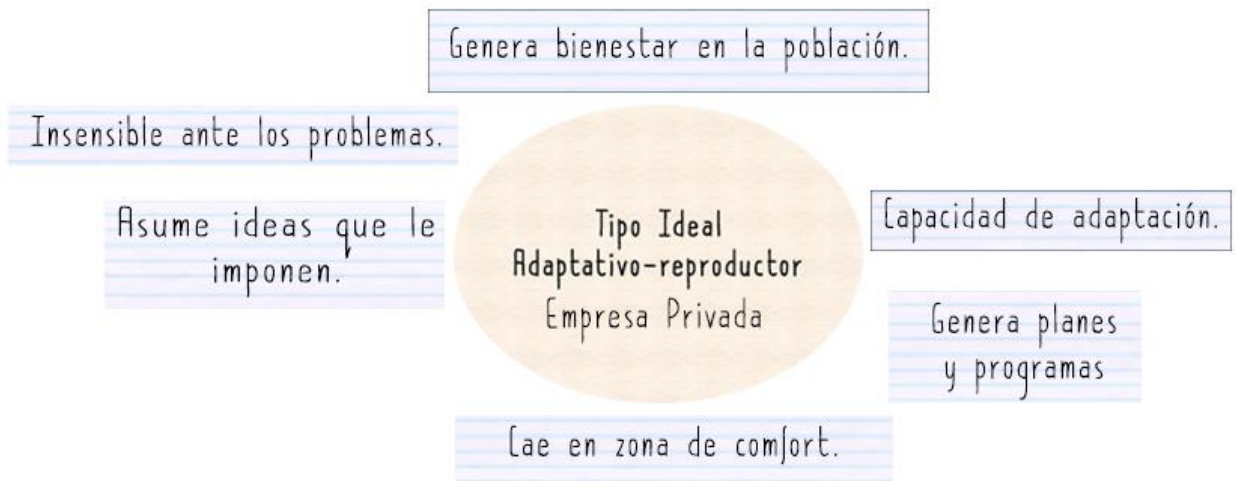 Genera bienestar en la población.
Insensible ante los problemas.
Asume ideas que le
imponen.
Tipo Ideal
Adaptativo-reproductor
Empresa Privada
Capacidad de adaptación.
Genera planes
y programas
Cae en zona de comfort.